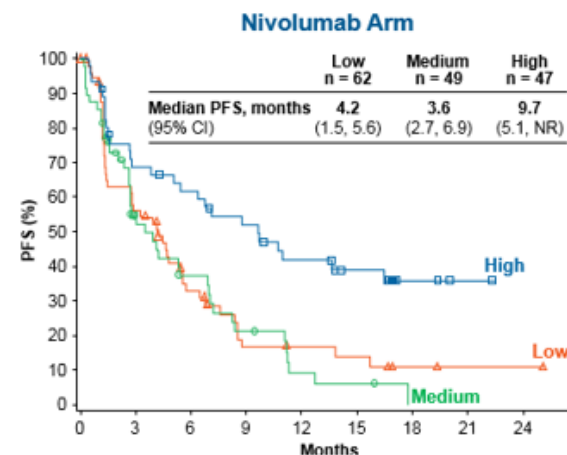 Nivolumab Arm
Low Medium High
n = 62 n = 49 n = 47
Median PFS, months 4.2 3.6 9.7
(95% CI) (1.5, 5.6) (2.7, 6.9) (5.1, NR)
PFS (%)
100
90
80
70
60
50
40
30
20
10
0
High
Low
Medium
0 3 6 9 12 15 18 21 24
Months